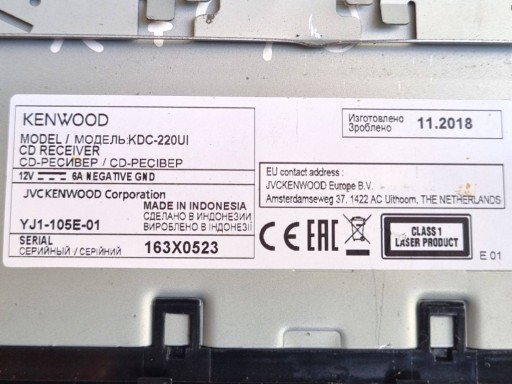 KENWOOD
MODEL / МОДЕЛЬ:KDC-220UI
CD RECEIVER
CD-РЕСИВЕР / CD-РЕСІВЕР
12V 6A NEGATIVE GND
JVCKENWOOD Corporation
MADE IN INDONESIA
СДЕЛАНО В ИНДОНЕЗИИ
YJ1-105E-01
ВИРОБЛЕНО В ІНДОНЕЗІЇ
SERIAL
СЕРИЙНЫЙ / СЕРІЙНИЙ
163X0523
Изготовлено
Зроблено
11.2018
EU contact address :
JVCKENWOOD Europe B.V.
Amsterdamseweg 37, 1422 AC Uithoorn, THE NETHERLANDS
CE EAC
CLASS 1
LASER PRODUCT
E 01